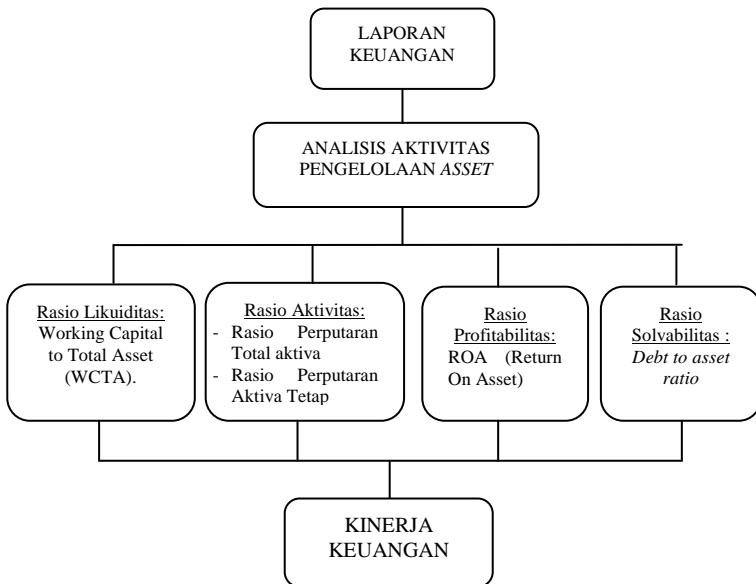 LAPORAN
KEUANGAN
ANALISIS AKTIVITAS
PENGELOLAAN ASSET
Rasio Likuiditas:
Working Capital
to Total Asset
(WCTA).
Rasio Aktivitas:
- Rasio Perputaran
Total aktiva
- Rasio Perputaran
Aktiva Tetap
Rasio
Profitabilitas:
ROA (Return
On Asset)
Rasio
Solvabilitas :
Debt to asset
ratio
KINERJA
KEUANGAN